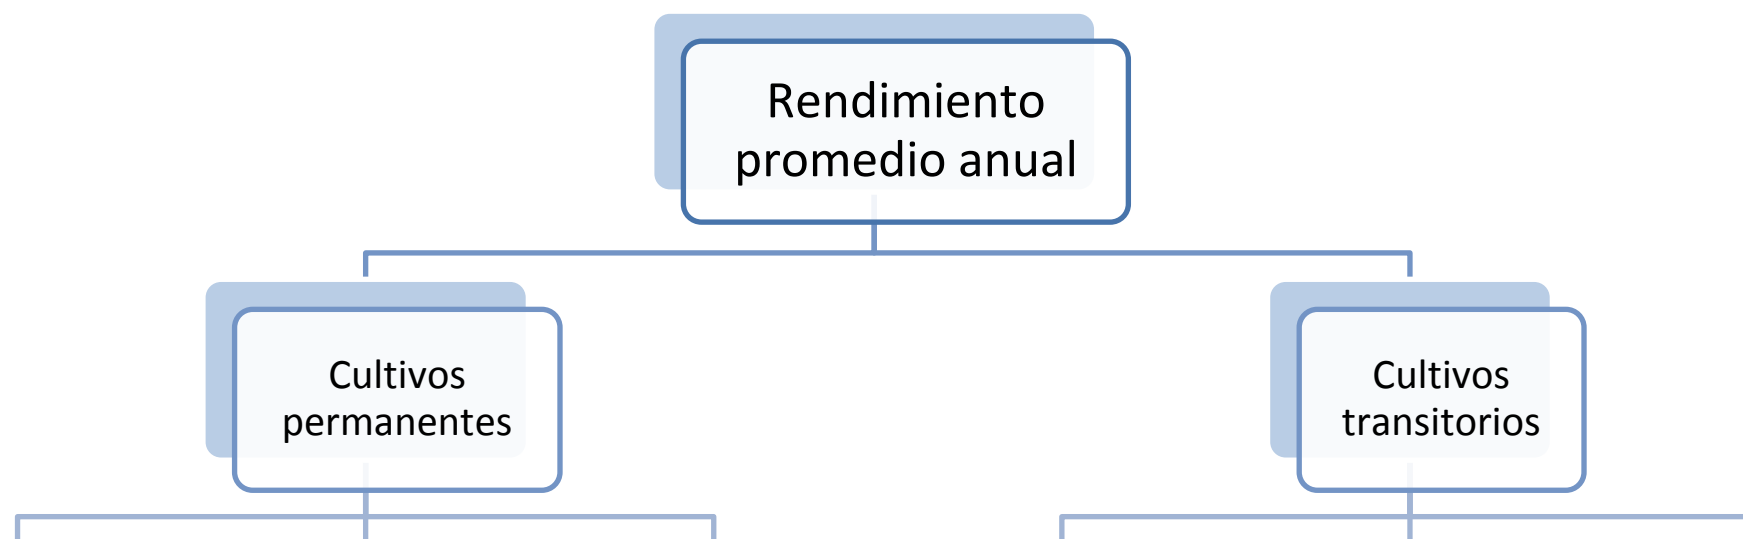 Rendimiento
promedio anual
Cultivos
permanentes
Cultivos
transitorios